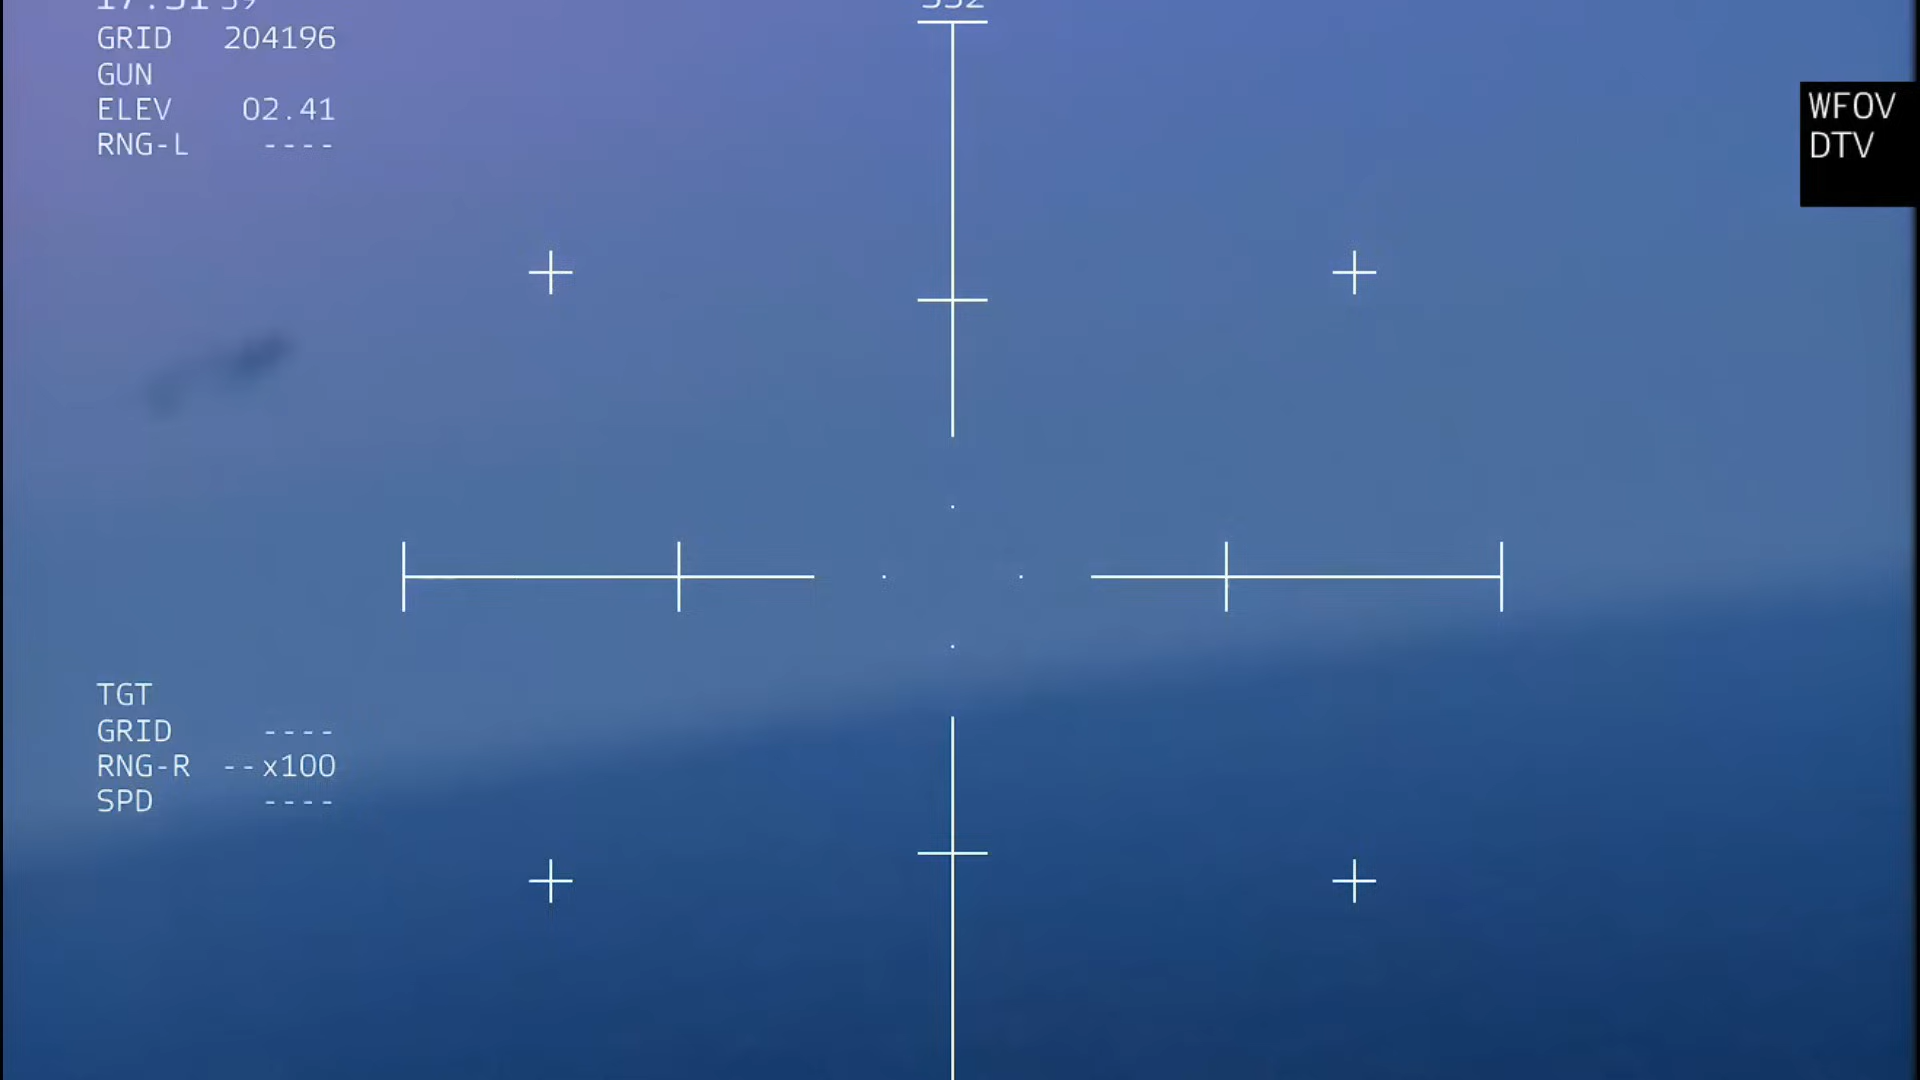 GRID 204196
GUN
ELEV 02.41
RNG-L ----
WFOV
DTV
TGT
GRID ----
RNG-R --x100
SPD ----